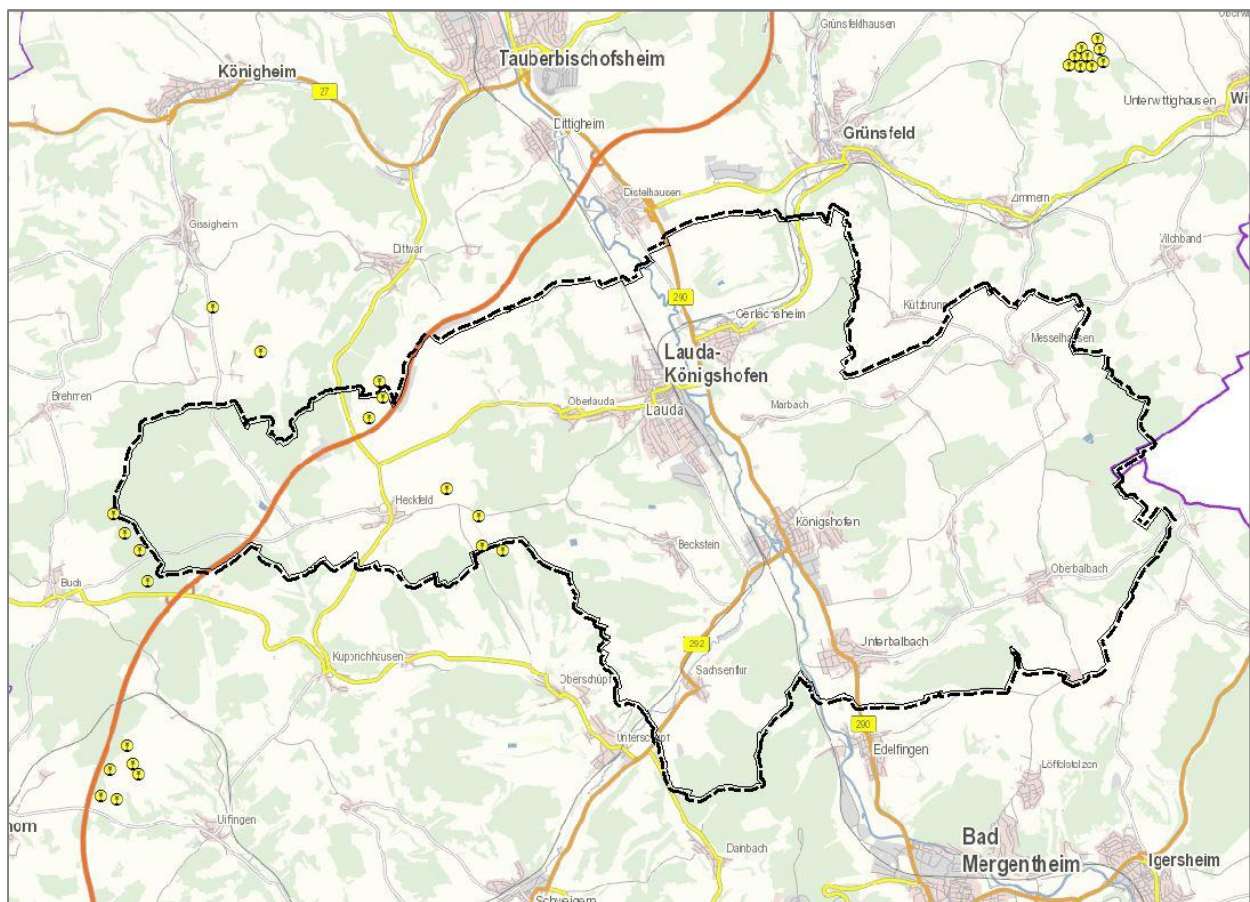 Grünsfeldhausen
Tauberbischofsheim
Königheim
27
Unterwittighausen
Dittigheim
Grünsfeld
Distelhausen
Zimmern
Gissigheim
Vilchband
Dittwar
290
Kützbrunn
Gerlachsheim
Messelhausen
Lauda-
Königshofen
Brehmen
Oberlauda
Lauda
Marbach
Heckfeld
Königshofen
Beckstein
Buch
Oberbalbach
292
Unterbalbach
Kupprichhausen
Sachsenflur
Oberschüpf
290
Unterschüpf
Edelfingen
Löffelstelzen
Uiffingen
Dainbach
Bad
Mergentheim
Igersheim
Schweigern